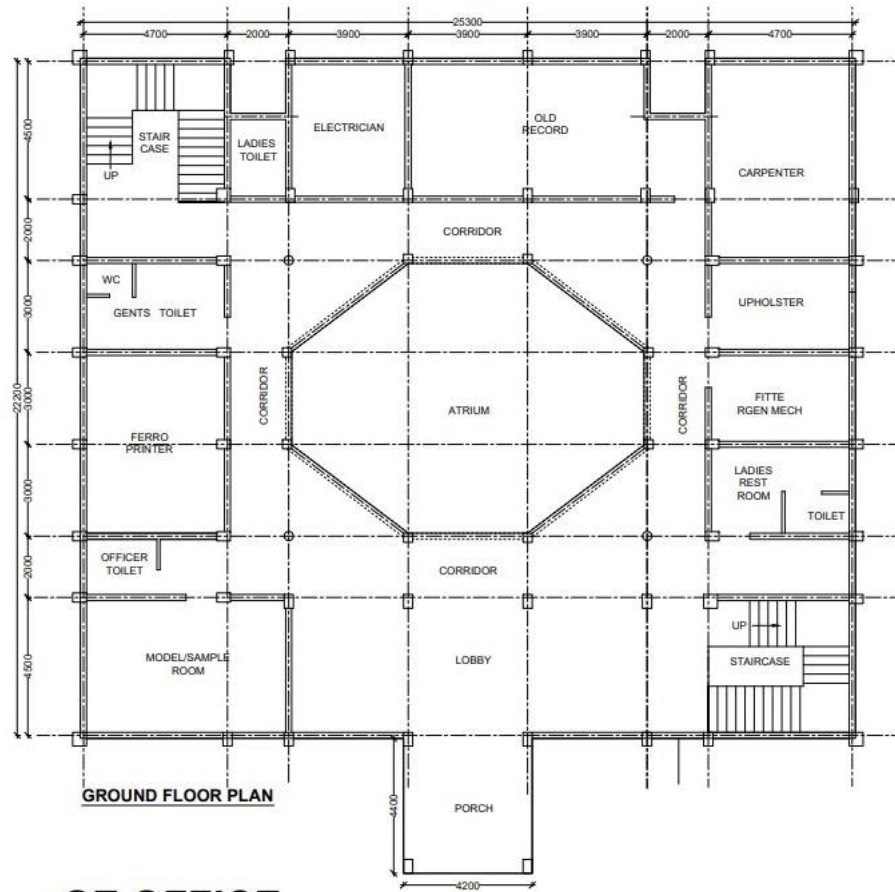 25300
4700
2000
3900
3900
3900
2000
4700
22200
4500
2000
3000
3000
3000
2000
4500
STAIR
CASE
UP
LADIES
TOILET
ELECTRICIAN
OLD
RECORD
CARPENTER
CORRIDOR
WC
GENTS TOILET
UPHOLSTER
CORRIDOR
ATRIUM
CORRIDOR
FITTE
RGEN MECH
FERRO
PRINTER
LADIES
REST
ROOM
TOILET
OFFICER
TOILET
CORRIDOR
UP
STAIRCASE
MODEL/SAMPLE
ROOM
LOBBY
GROUND FLOOR PLAN
4400
PORCH
4200